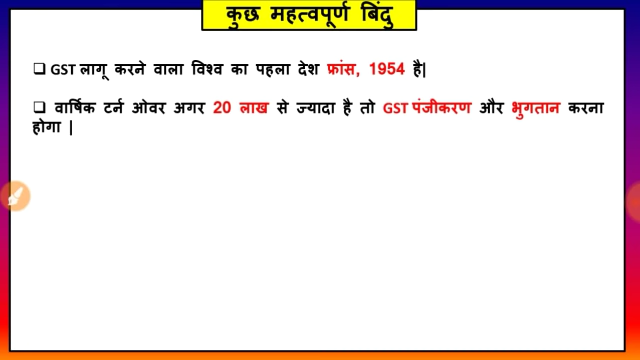 कुछ महत्वपूर्ण बिंदु
❑ GST लागू करने वाला विश्व का पहला देश फ्रांस, 1954 है|
❑ वार्षिक टर्न ओवर अगर 20 लाख से ज्यादा है तो GST पंजीकरण और भुगतान करना
होगा |